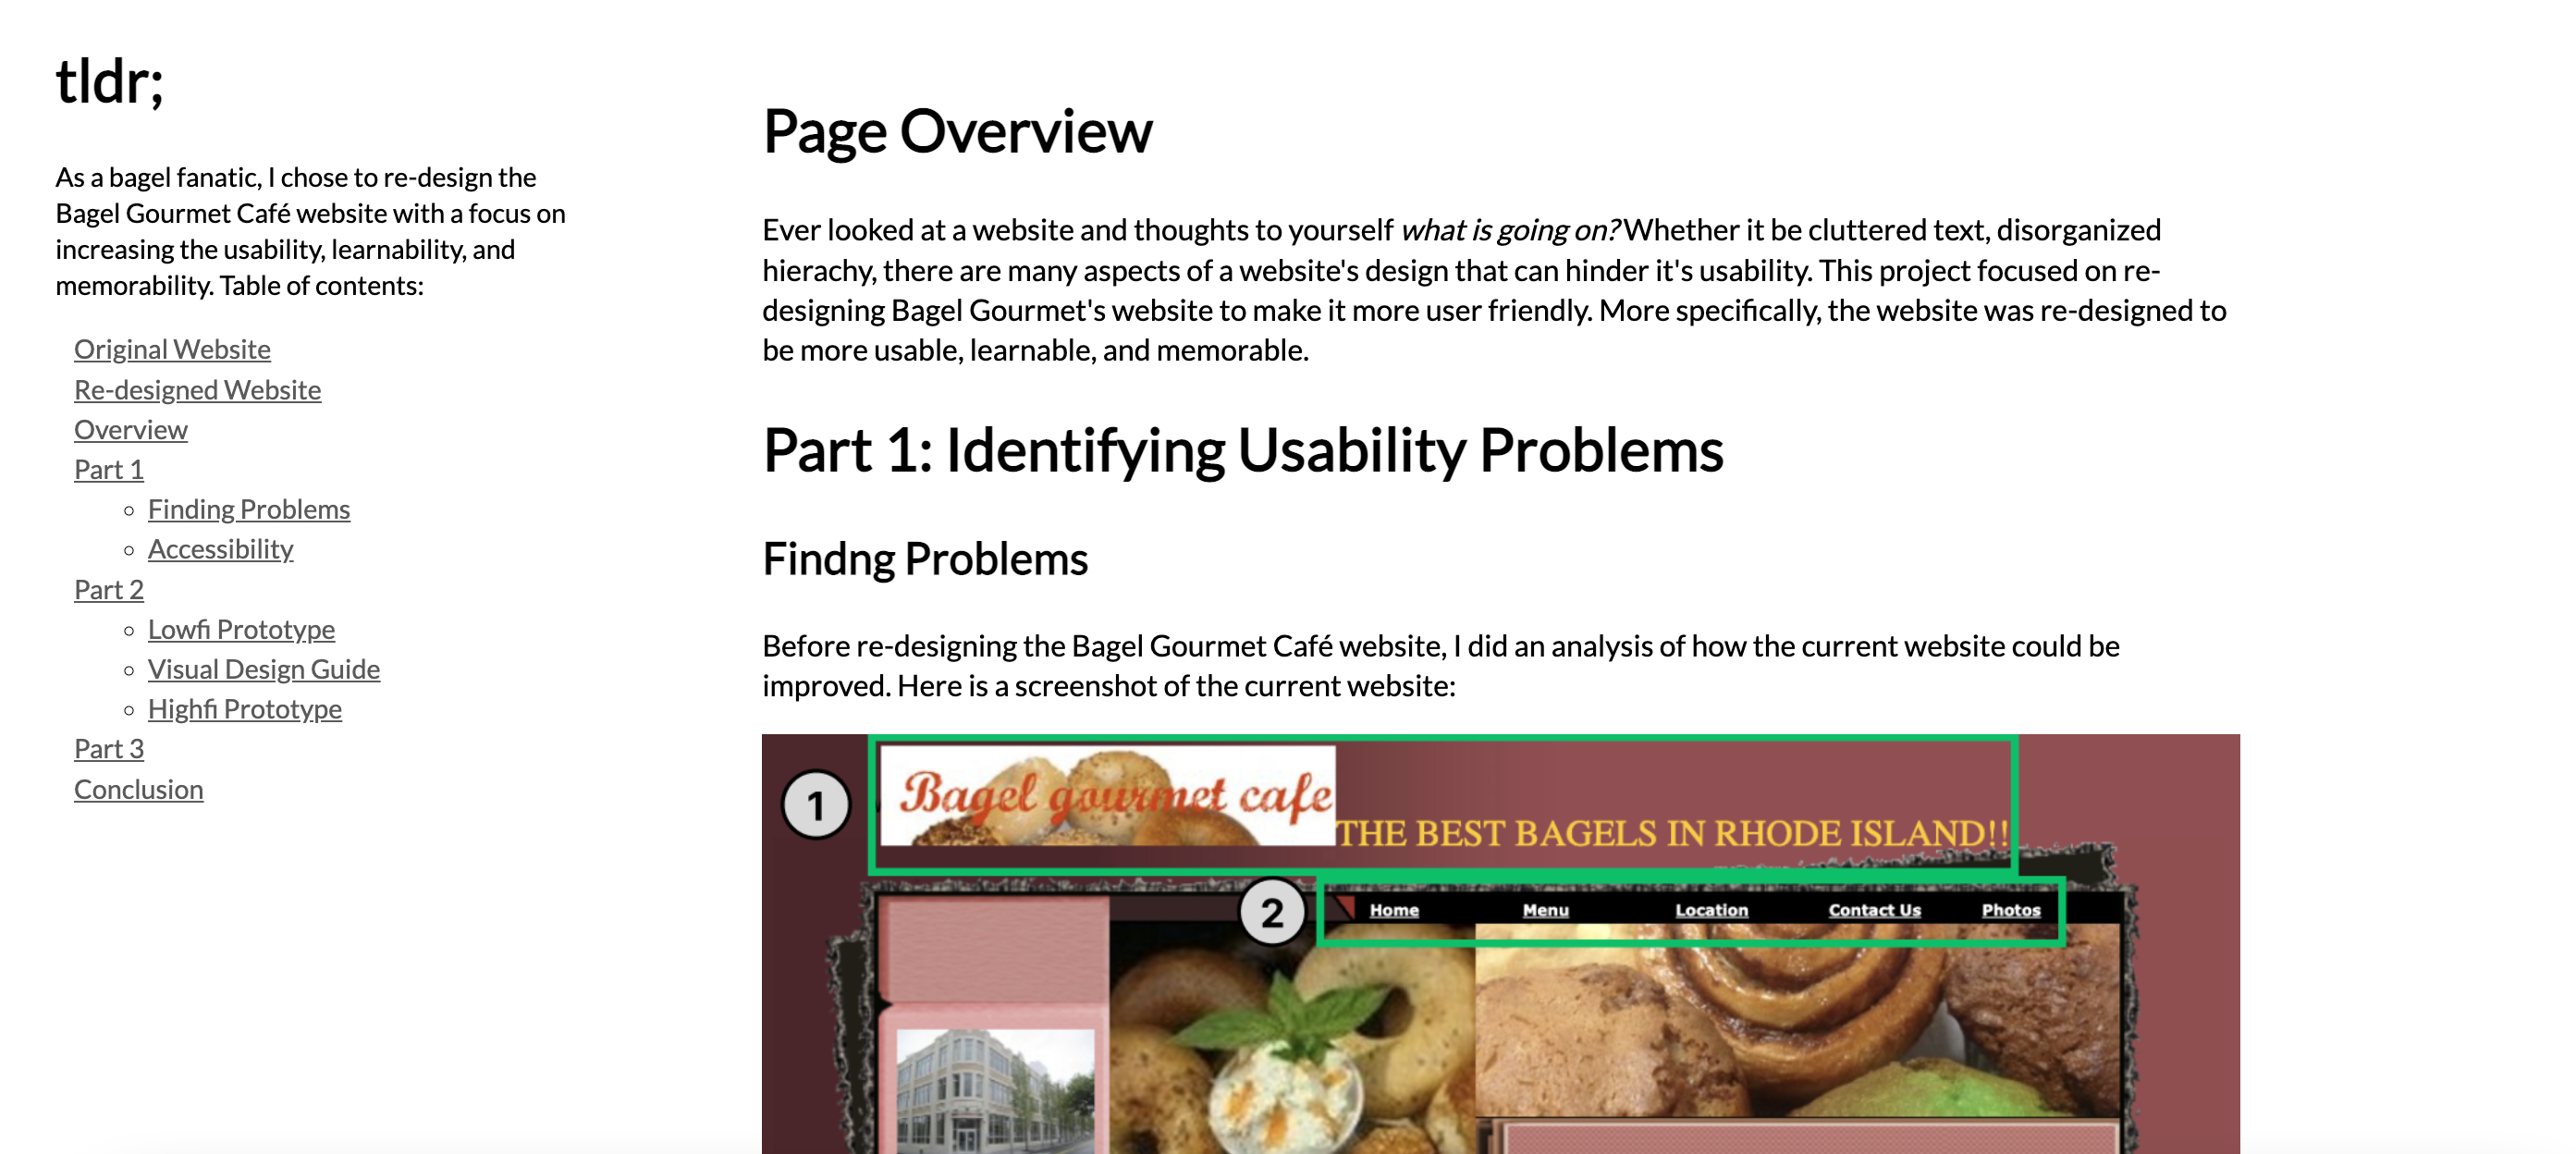 tldr;
As a bagel fanatic, I chose to re-design the
Bagel Gourmet Café website with a focus on
increasing the usability, learnability, and
memorability. Table of contents:
Original Website
Re-designed Website
Overview
Part 1
Finding Problems
Accessibility
Part 2
Lowfi Prototype
Visual Design Guide
Highfi Prototype
Part 3
Conclusion
Page Overview
Ever looked at a website and thoughts to yourself what is going on? Whether it be cluttered text, disorganized
hierachy, there are many aspects of a website's design that can hinder it's usability. This project focused on re-
designing Bagel Gourmet's website to make it more user friendly. More specifically, the website was re-designed to
be more usable, learnable, and memorable.
Part 1: Identifying Usability Problems
Findng Problems
Before re-designing the Bagel Gourmet Café website, I did an analysis of how the current website could be
improved. Here is a screenshot of the current website:
1
Bagel gourmet cafe
THE BEST BAGELS IN RHODE ISLAND!!
2
Home Menu Location Contact Us Photos